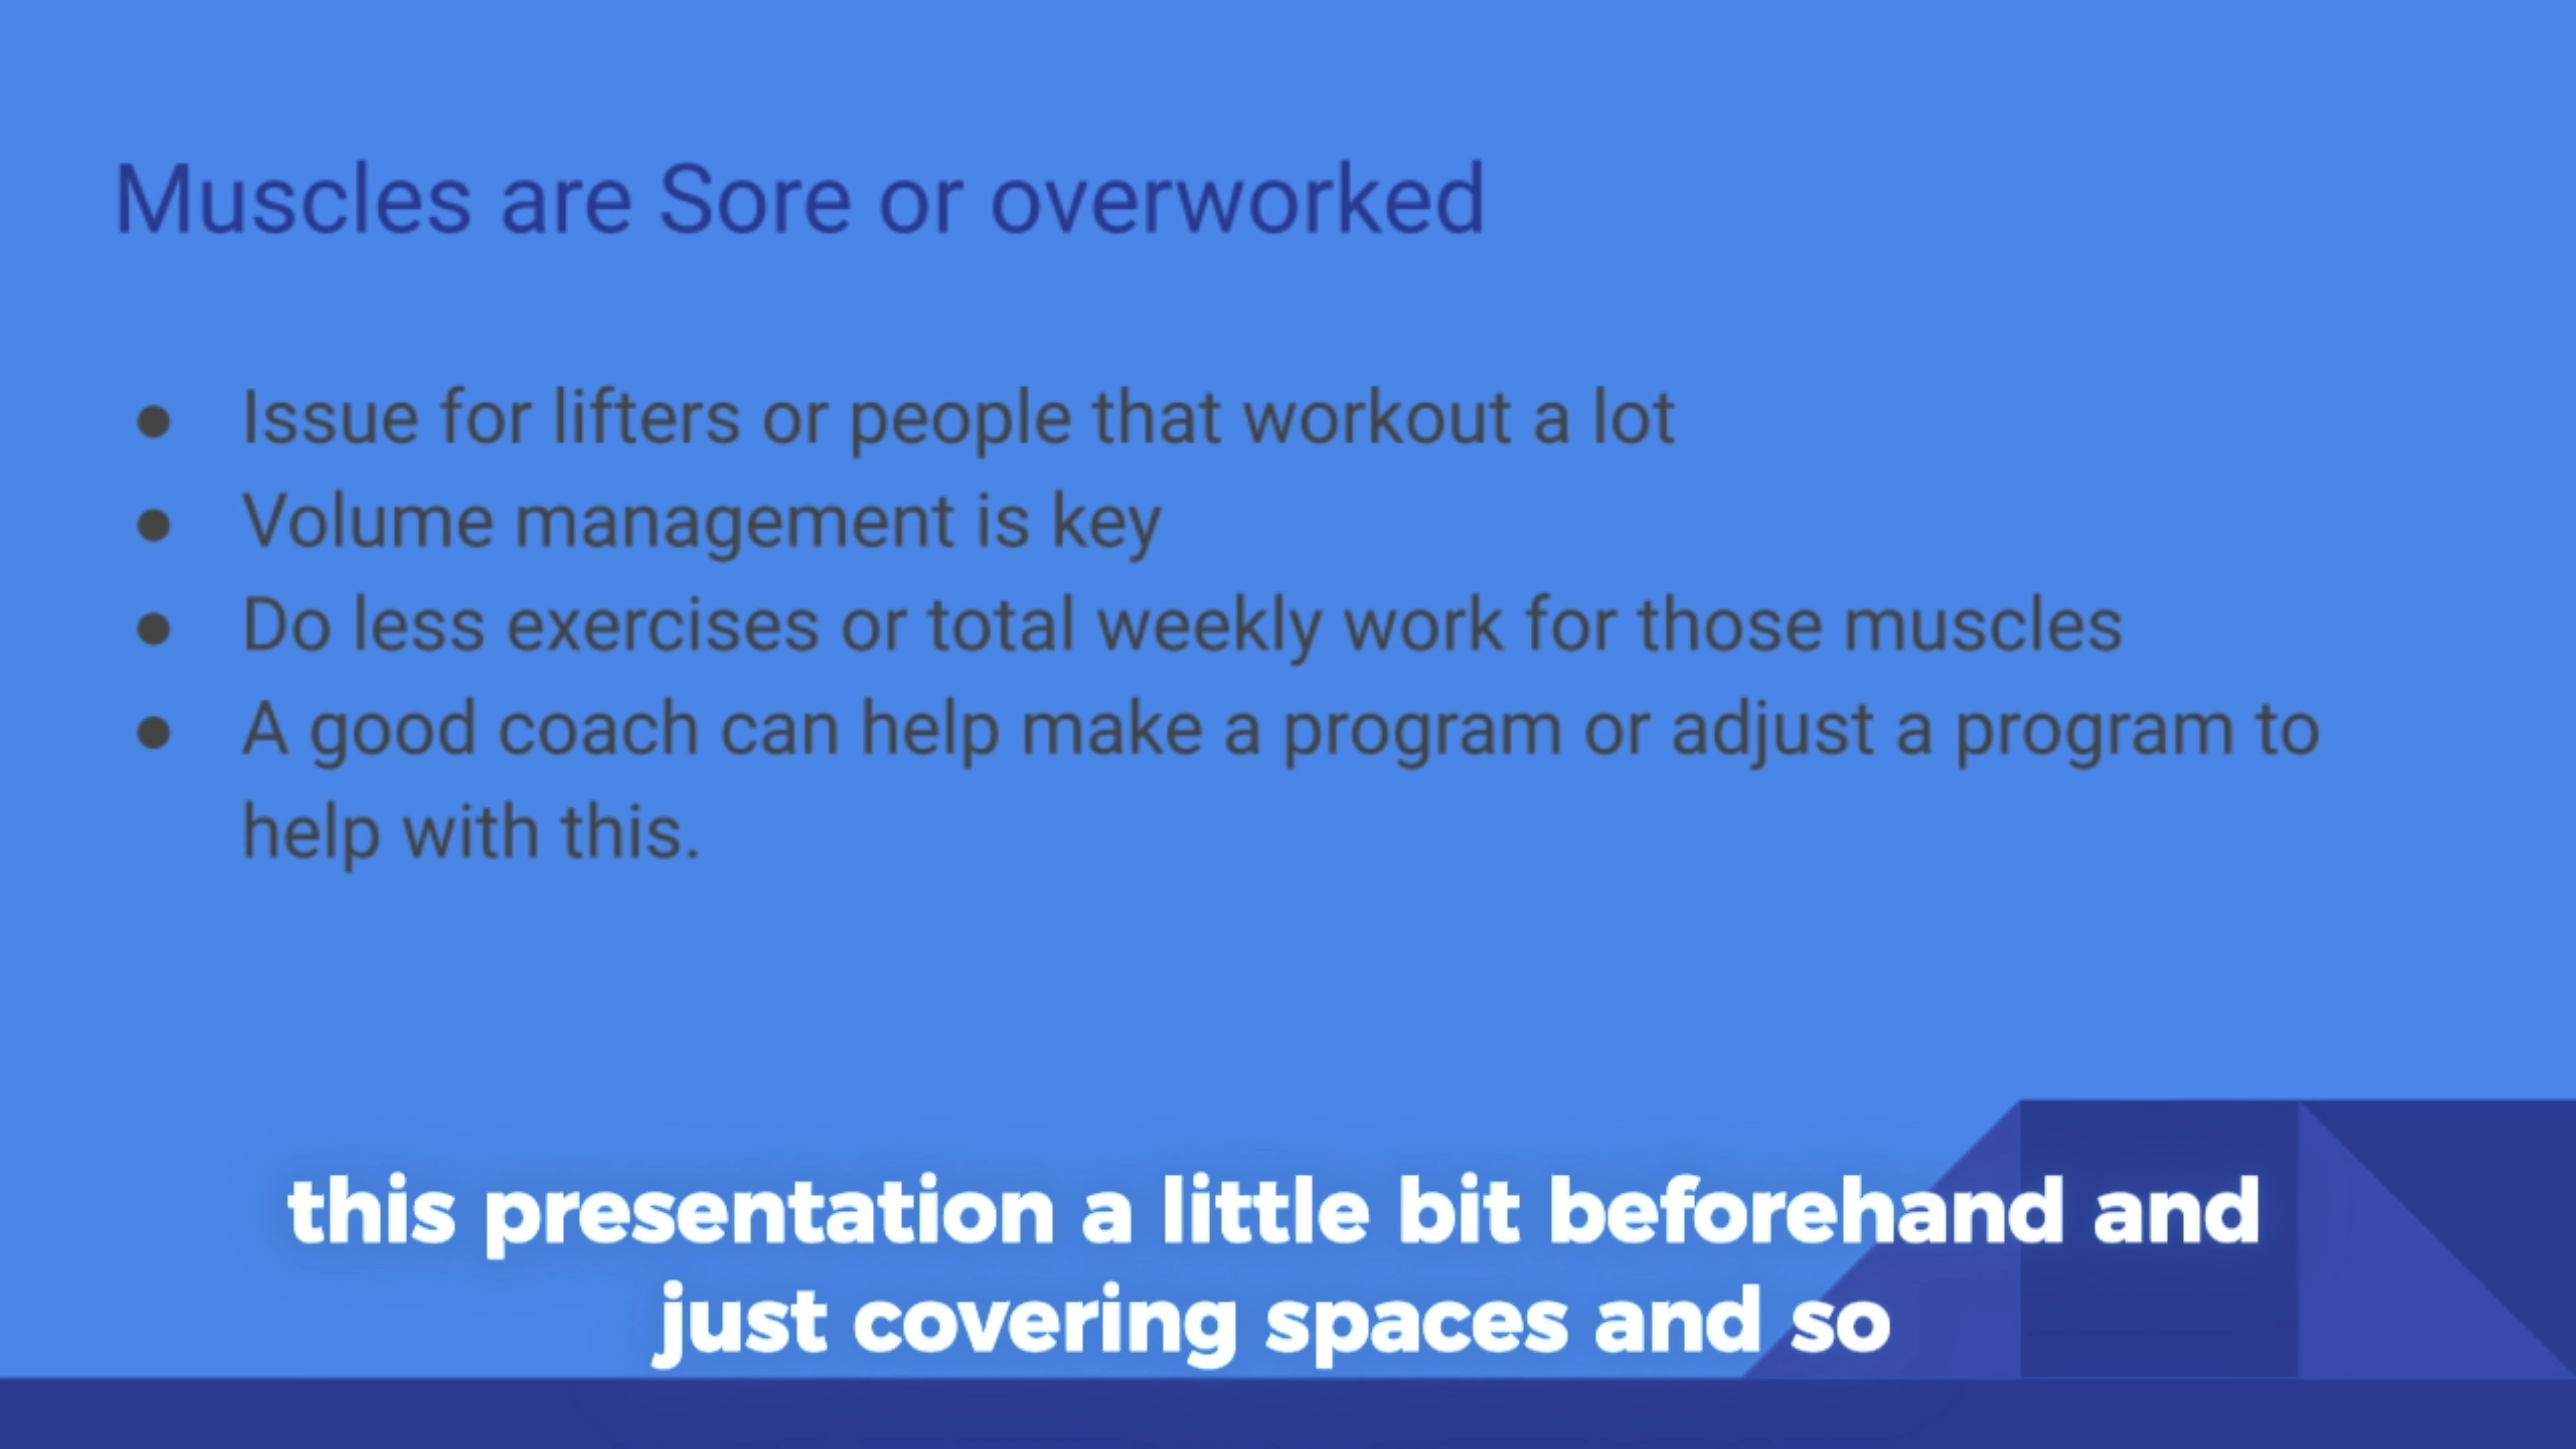 Muscles are Sore or overworked
● Issue for lifters or people that workout a lot
● Volume management is key
● Do less exercises or total weekly work for those muscles
● A good coach can help make a program or adjust a program to
help with this.
this presentation a little bit beforehand and
just covering spaces and so